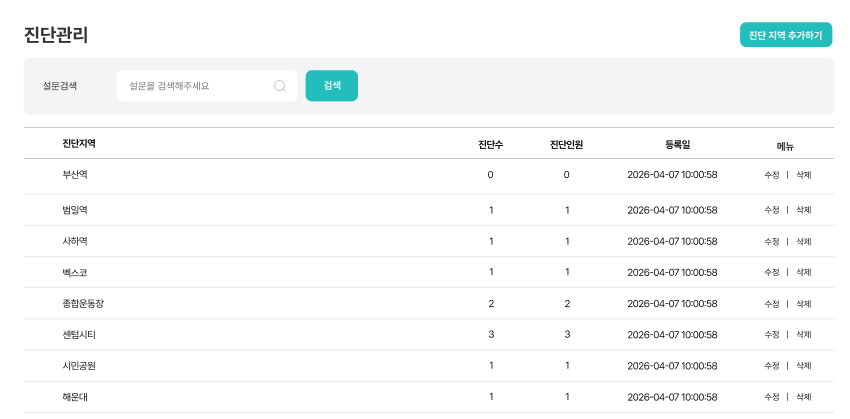 진단관리
진단 지역 추가하기
설문검색 설문을 검색해주세요 검색
진단지역 진단수 진단인원 등록일 메뉴
부산역 0 0 2026-04-07 10:00:58 수정 | 삭제
범일역 1 1 2026-04-07 10:00:58 수정 | 삭제
사하역 1 1 2026-04-07 10:00:58 수정 | 삭제
벡스코 1 1 2026-04-07 10:00:58 수정 | 삭제
종합운동장 2 2 2026-04-07 10:00:58 수정 | 삭제
센텀시티 3 3 2026-04-07 10:00:58 수정 | 삭제
시민공원 1 1 2026-04-07 10:00:58 수정 | 삭제
해운대 1 1 2026-04-07 10:00:58 수정 | 삭제